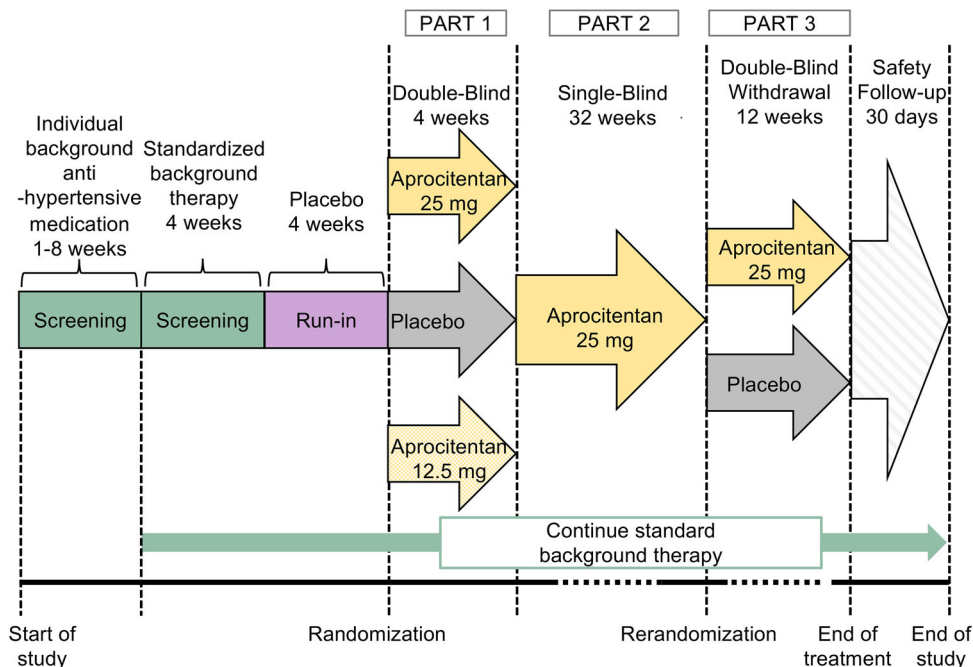 PART 1
PART 2
PART 3
Double-Blind
4 weeks
Single-Blind
32 weeks
Double-Blind
Withdrawal
12 weeks
Safety
Follow-up
30 days
Individual
background
anti
-hypertensive
medication
1-8 weeks
Standardized
background
therapy
4 weeks
Placebo
4 weeks
Aprocitentan
25 mg
Screening
Screening
Run-in
Placebo
Aprocitentan
12.5 mg
Aprocitentan
25 mg
Aprocitentan
25 mg
Placebo
Continue standard
background therapy
Start of
study
Randomization
Rerandomization
End of
treatment
End of
study